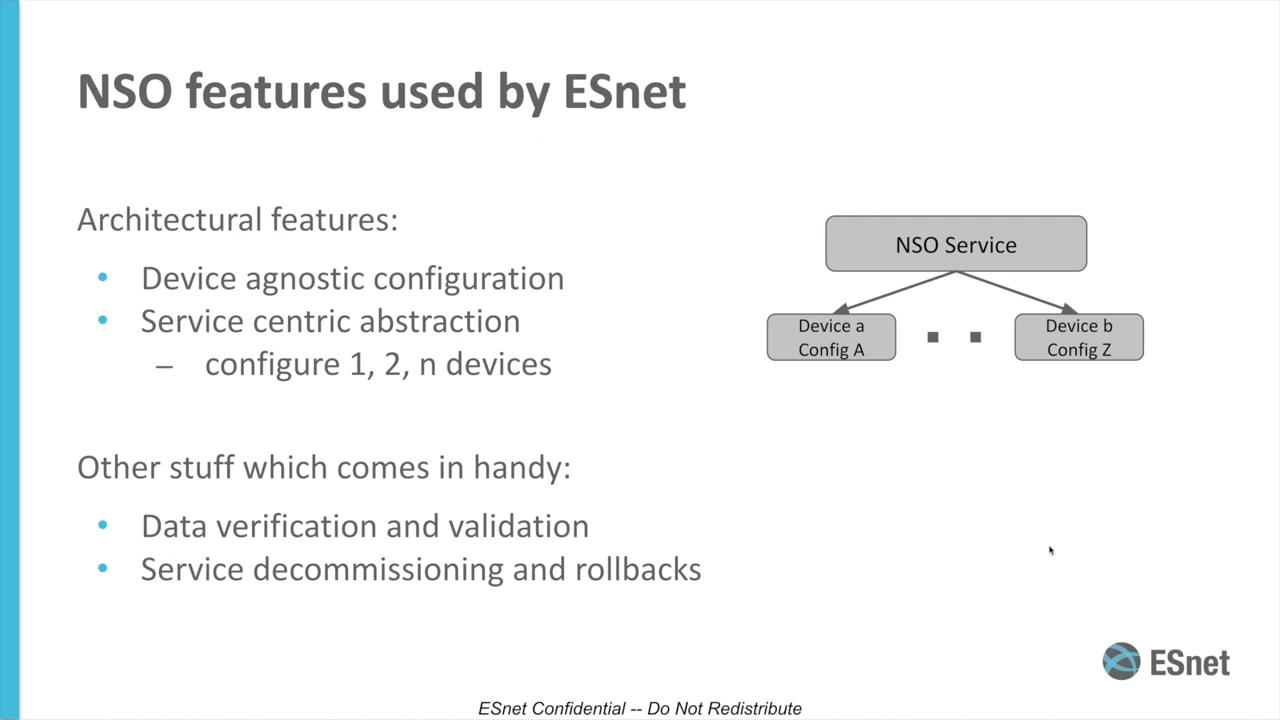 NSO features used by ESnet
Architectural features:
• Device agnostic configuration
• Service centric abstraction
– configure 1, 2, n devices
Other stuff which comes in handy:
• Data verification and validation
• Service decommissioning and rollbacks
NSO Service
Device a
Config A
Device b
Config Z
ESnet
ESnet Confidential -- Do Not Redistribute